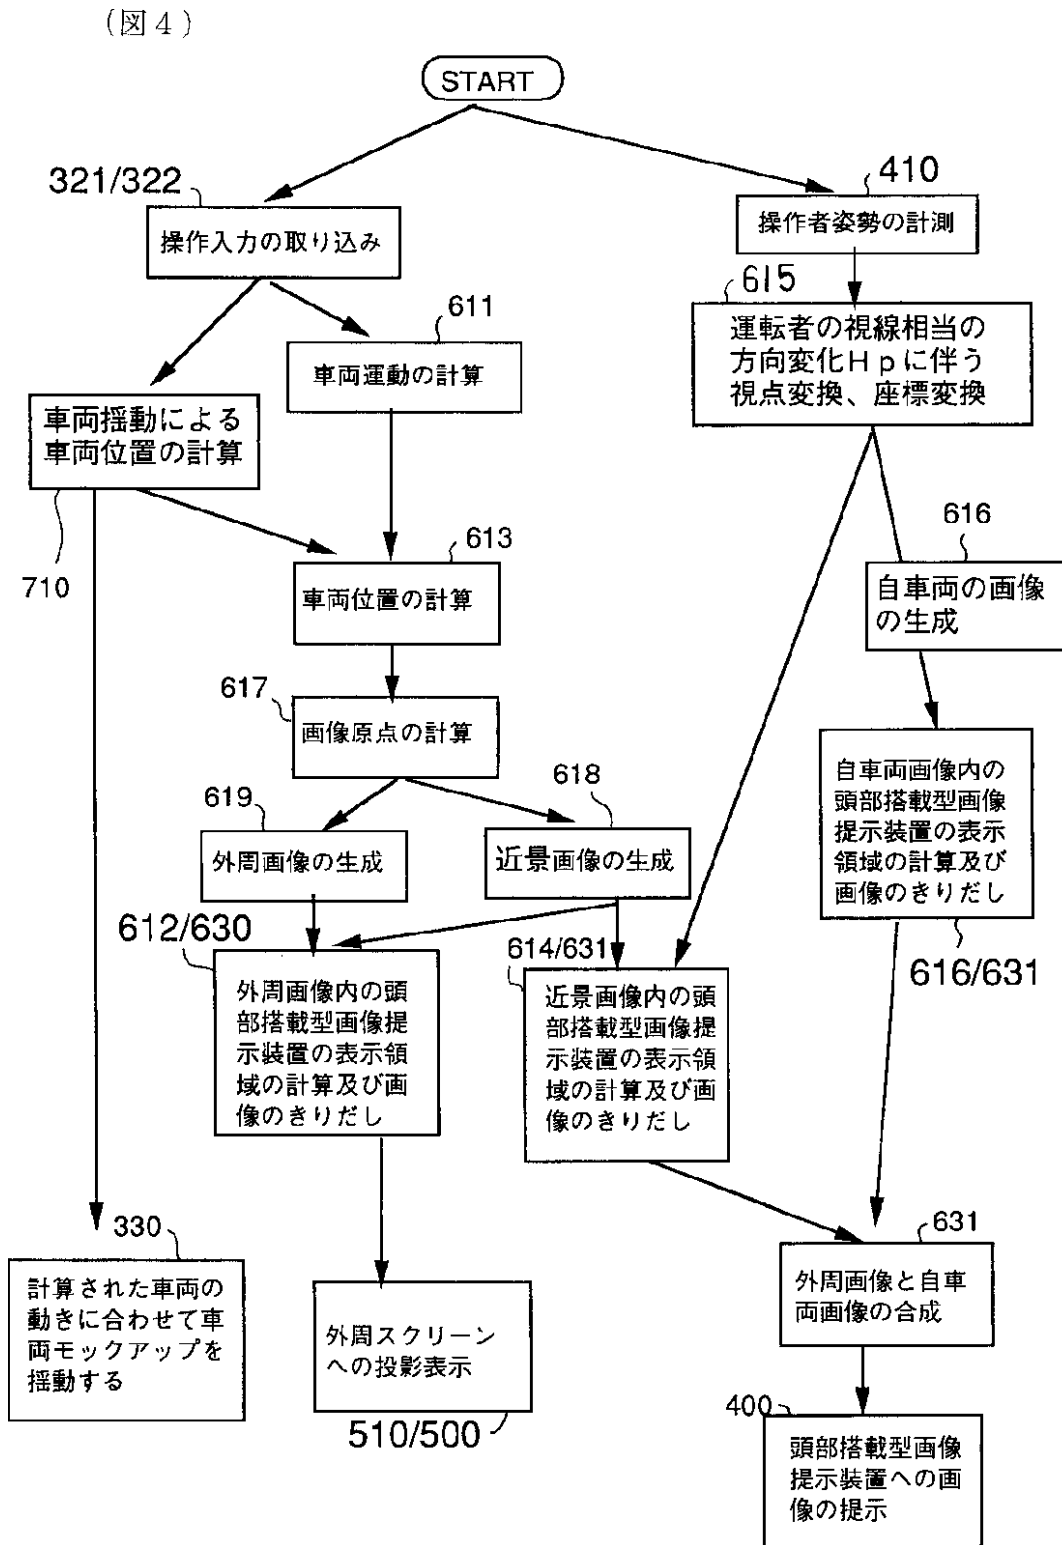 (図4)
START
321/322
操作入力の取り込み
410
操作者姿勢の計測
615
運転者の視線相当の
方向変化Hpに伴う
視点変換、座標変換
611
車両運動の計算
車両揺動による
車両位置の計算
710
613
車両位置の計算
616
自車両の画像
の生成
617
画像原点の計算
619
外周画像の生成
618
近景画像の生成
自車両画像内の
頭部搭載型画像
提示装置の表示
領域の計算及び
画像のきりだし
616/631
612/630
外周画像内の頭
部搭載型画像提
示装置の表示領
域の計算及び画
像のきりだし
614/631
近景画像内の頭
部搭載型画像提
示装置の表示領
域の計算及び画
像のきりだし
330
計算された車両の
動きに合わせて車
両モックアップを
揺動する
外周スクリーン
への投影表示
510/500
631
外周画像と自車
両画像の合成
400
頭部搭載型画像
提示装置への画
像の提示